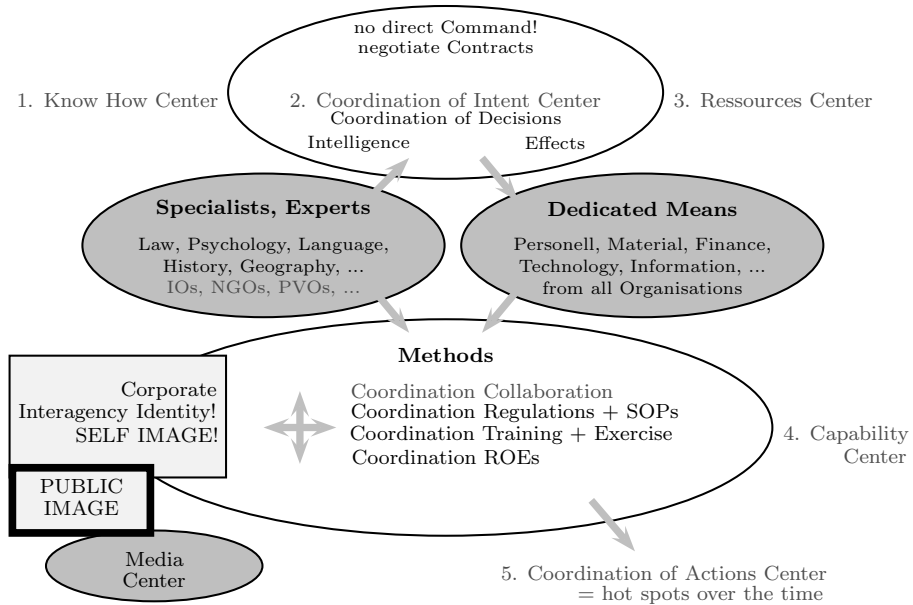 no direct Command!
negotiate Contracts
1. Know How Center
2. Coordination of Intent Center
3. Ressources Center
Coordination of Decisions
Intelligence
Effects
Specialists, Experts
Law, Psychology, Language,
History, Geography, ...
IOs, NGOs, PVOs, ...
Dedicated Means
Personell, Material, Finance,
Technology, Information, ...
from all Organisations
Methods
Corporate
Interagency Identity!
SELF IMAGE!
Coordination Collaboration
Coordination Regulations + SOPs
Coordination Training + Exercise
Coordination ROEs
4. Capability
Center
PUBLIC
IMAGE
Media
Center
5. Coordination of Actions Center
= hot spots over the time